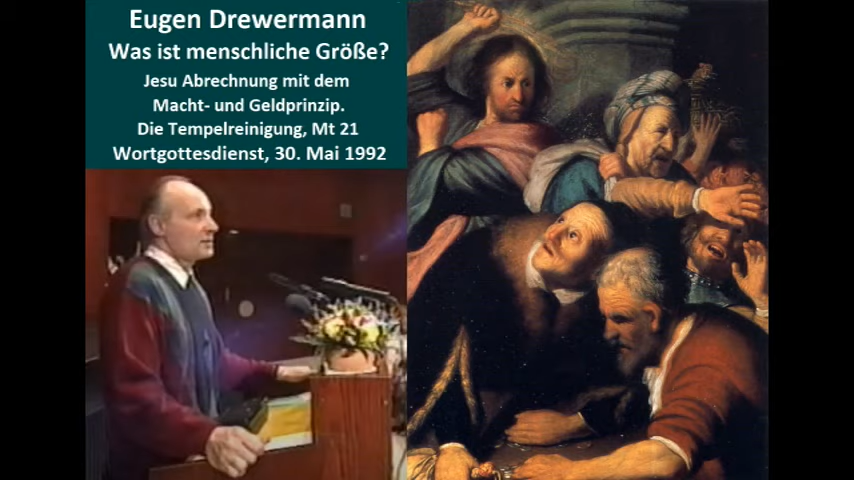 Eugen Drewermann
Was ist menschliche Größe?
Jesu Abrechnung mit dem
Macht- und Geldprinzip.
Die Tempelreinigung, Mt 21
Wortgottesdienst, 30. Mai 1992